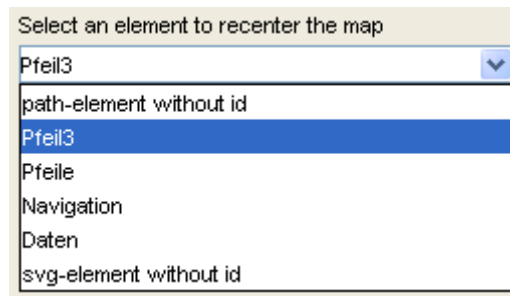 Select an element to recenter the map
Pfeil3
path-element without id
Pfeil3
Pfeile
Navigation
Daten
svg-element without id